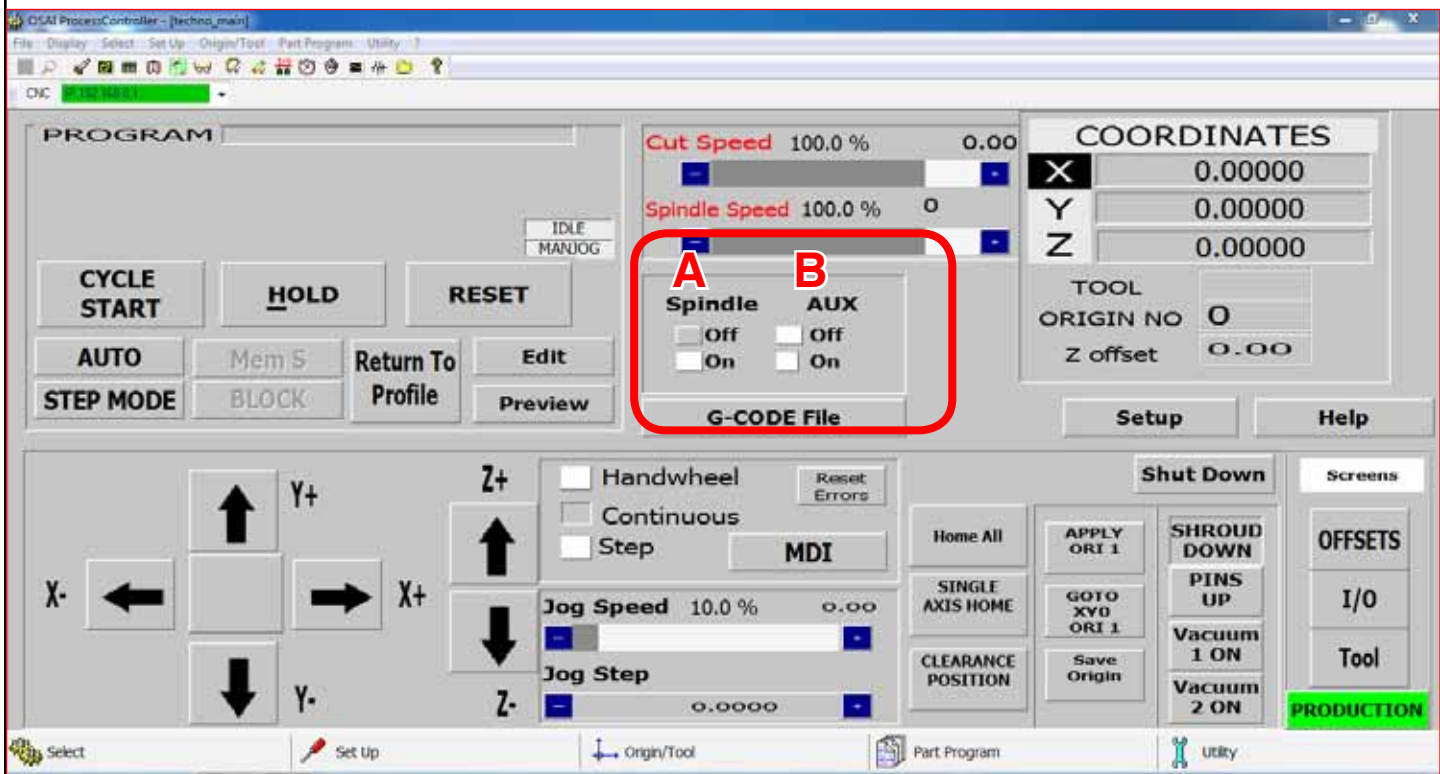 OSAI ProcessController - [techno_main]
File Display Select Set Up Origin/Tool Part Program Utility ?
CNC IP:192.168.0.1
PROGRAM
IDLE
MANJOG
CYCLE START
HOLD
RESET
AUTO
Mem S
Return To Profile
Edit
STEP MODE
BLOCK
Preview
Cut Speed 100.0 % 0.00
-
+
Spindle Speed 100.0 % 0
-
+
A B
Spindle AUX
Off Off
On On
G-CODE File
COORDINATES
X 0.00000
Y 0.00000
Z 0.00000
TOOL
ORIGIN NO 0
Z offset 0.00
Setup
Help
Y+
X-
X+
Y-
Z+
Z-
Handwheel
Reset Errors
Continuous
Step
MDI
Jog Speed 10.0 % 0.00
-
+
Jog Step
- 0.0000 +
Home All
SINGLE AXIS HOME
CLEARANCE POSITION
APPLY ORI 1
GOTO XY0 ORI 1
Save Origin
Shut Down
SHROUD DOWN
PINS UP
Vacuum 1 ON
Vacuum 2 ON
Screens
OFFSETS
I/O
Tool
PRODUCTION
Select
Set Up
Origin/Tool
Part Program
Utility